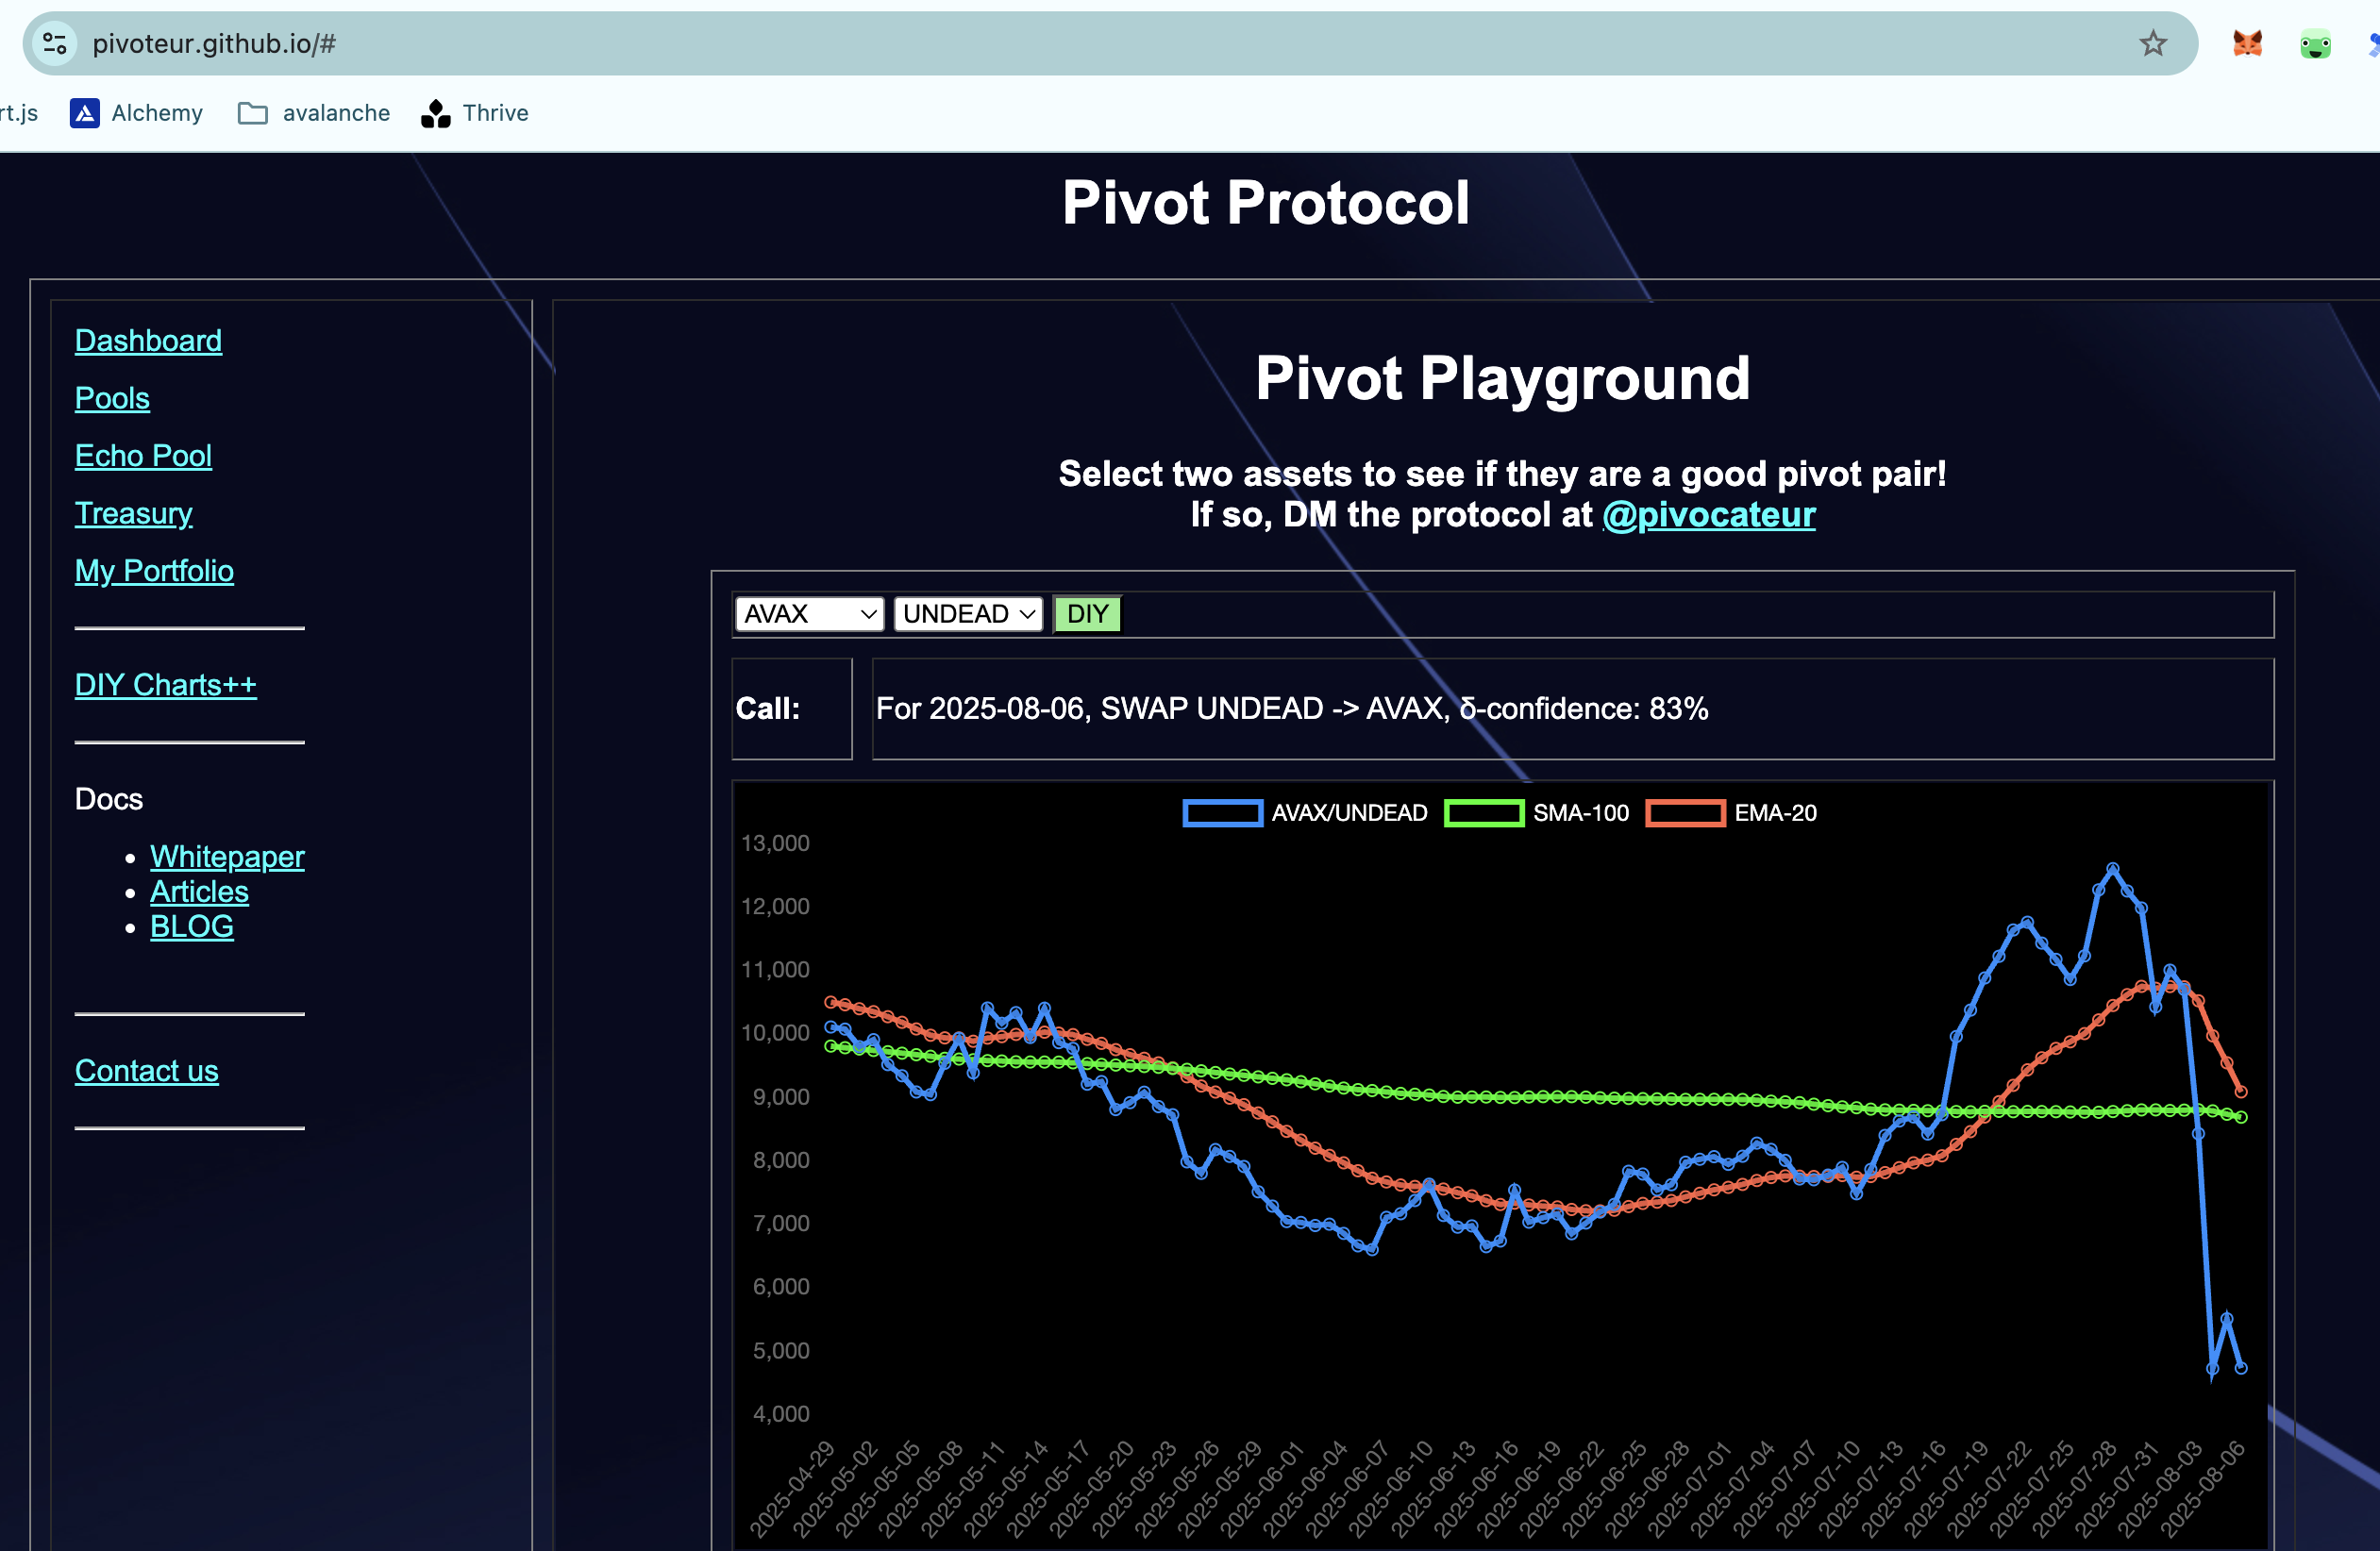 pivoteur.github.io/#
rt.js Alchemy avalanche Thrive
Pivot Protocol
Dashboard
Pools
Echo Pool
Treasury
My Portfolio
DIY Charts++
Docs
Whitepaper
Articles
BLOG
Contact us
Pivot Playground
Select two assets to see if they are a good pivot pair!
If so, DM the protocol at @pivocateur
AVAX UNDEAD DIY
Call: For 2025-08-06, SWAP UNDEAD -> AVAX, δ-confidence: 83%
AVAX/UNDEAD SMA-100 EMA-20
13,000
12,000
11,000
10,000
9,000
8,000
7,000
6,000
5,000
4,000
2025-04-29
2025-05-02
2025-05-05
2025-05-08
2025-05-11
2025-05-14
2025-05-17
2025-05-20
2025-05-23
2025-05-26
2025-05-29
2025-06-01
2025-06-04
2025-06-07
2025-06-10
2025-06-13
2025-06-16
2025-06-19
2025-06-22
2025-06-25
2025-06-28
2025-07-01
2025-07-04
2025-07-07
2025-07-10
2025-07-13
2025-07-16
2025-07-19
2025-07-22
2025-07-25
2025-07-28
2025-07-31
2025-08-03
2025-08-06